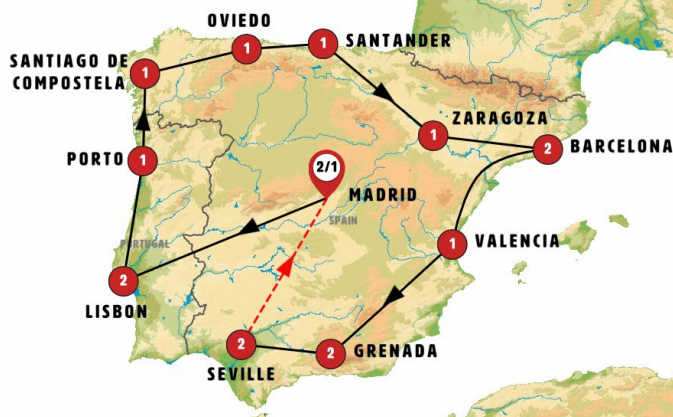 OVIEDO
SANTANDER
SANTIAGO DE
COMPOSTELA
1
1
1
ZARAGOZA
1
BARCELONA
2
PORTO
1
2/1
MADRID
SPAIN
PORTUGAL
VALENCIA
1
LISBON
2
GRENADA
2
SEVILLE
2